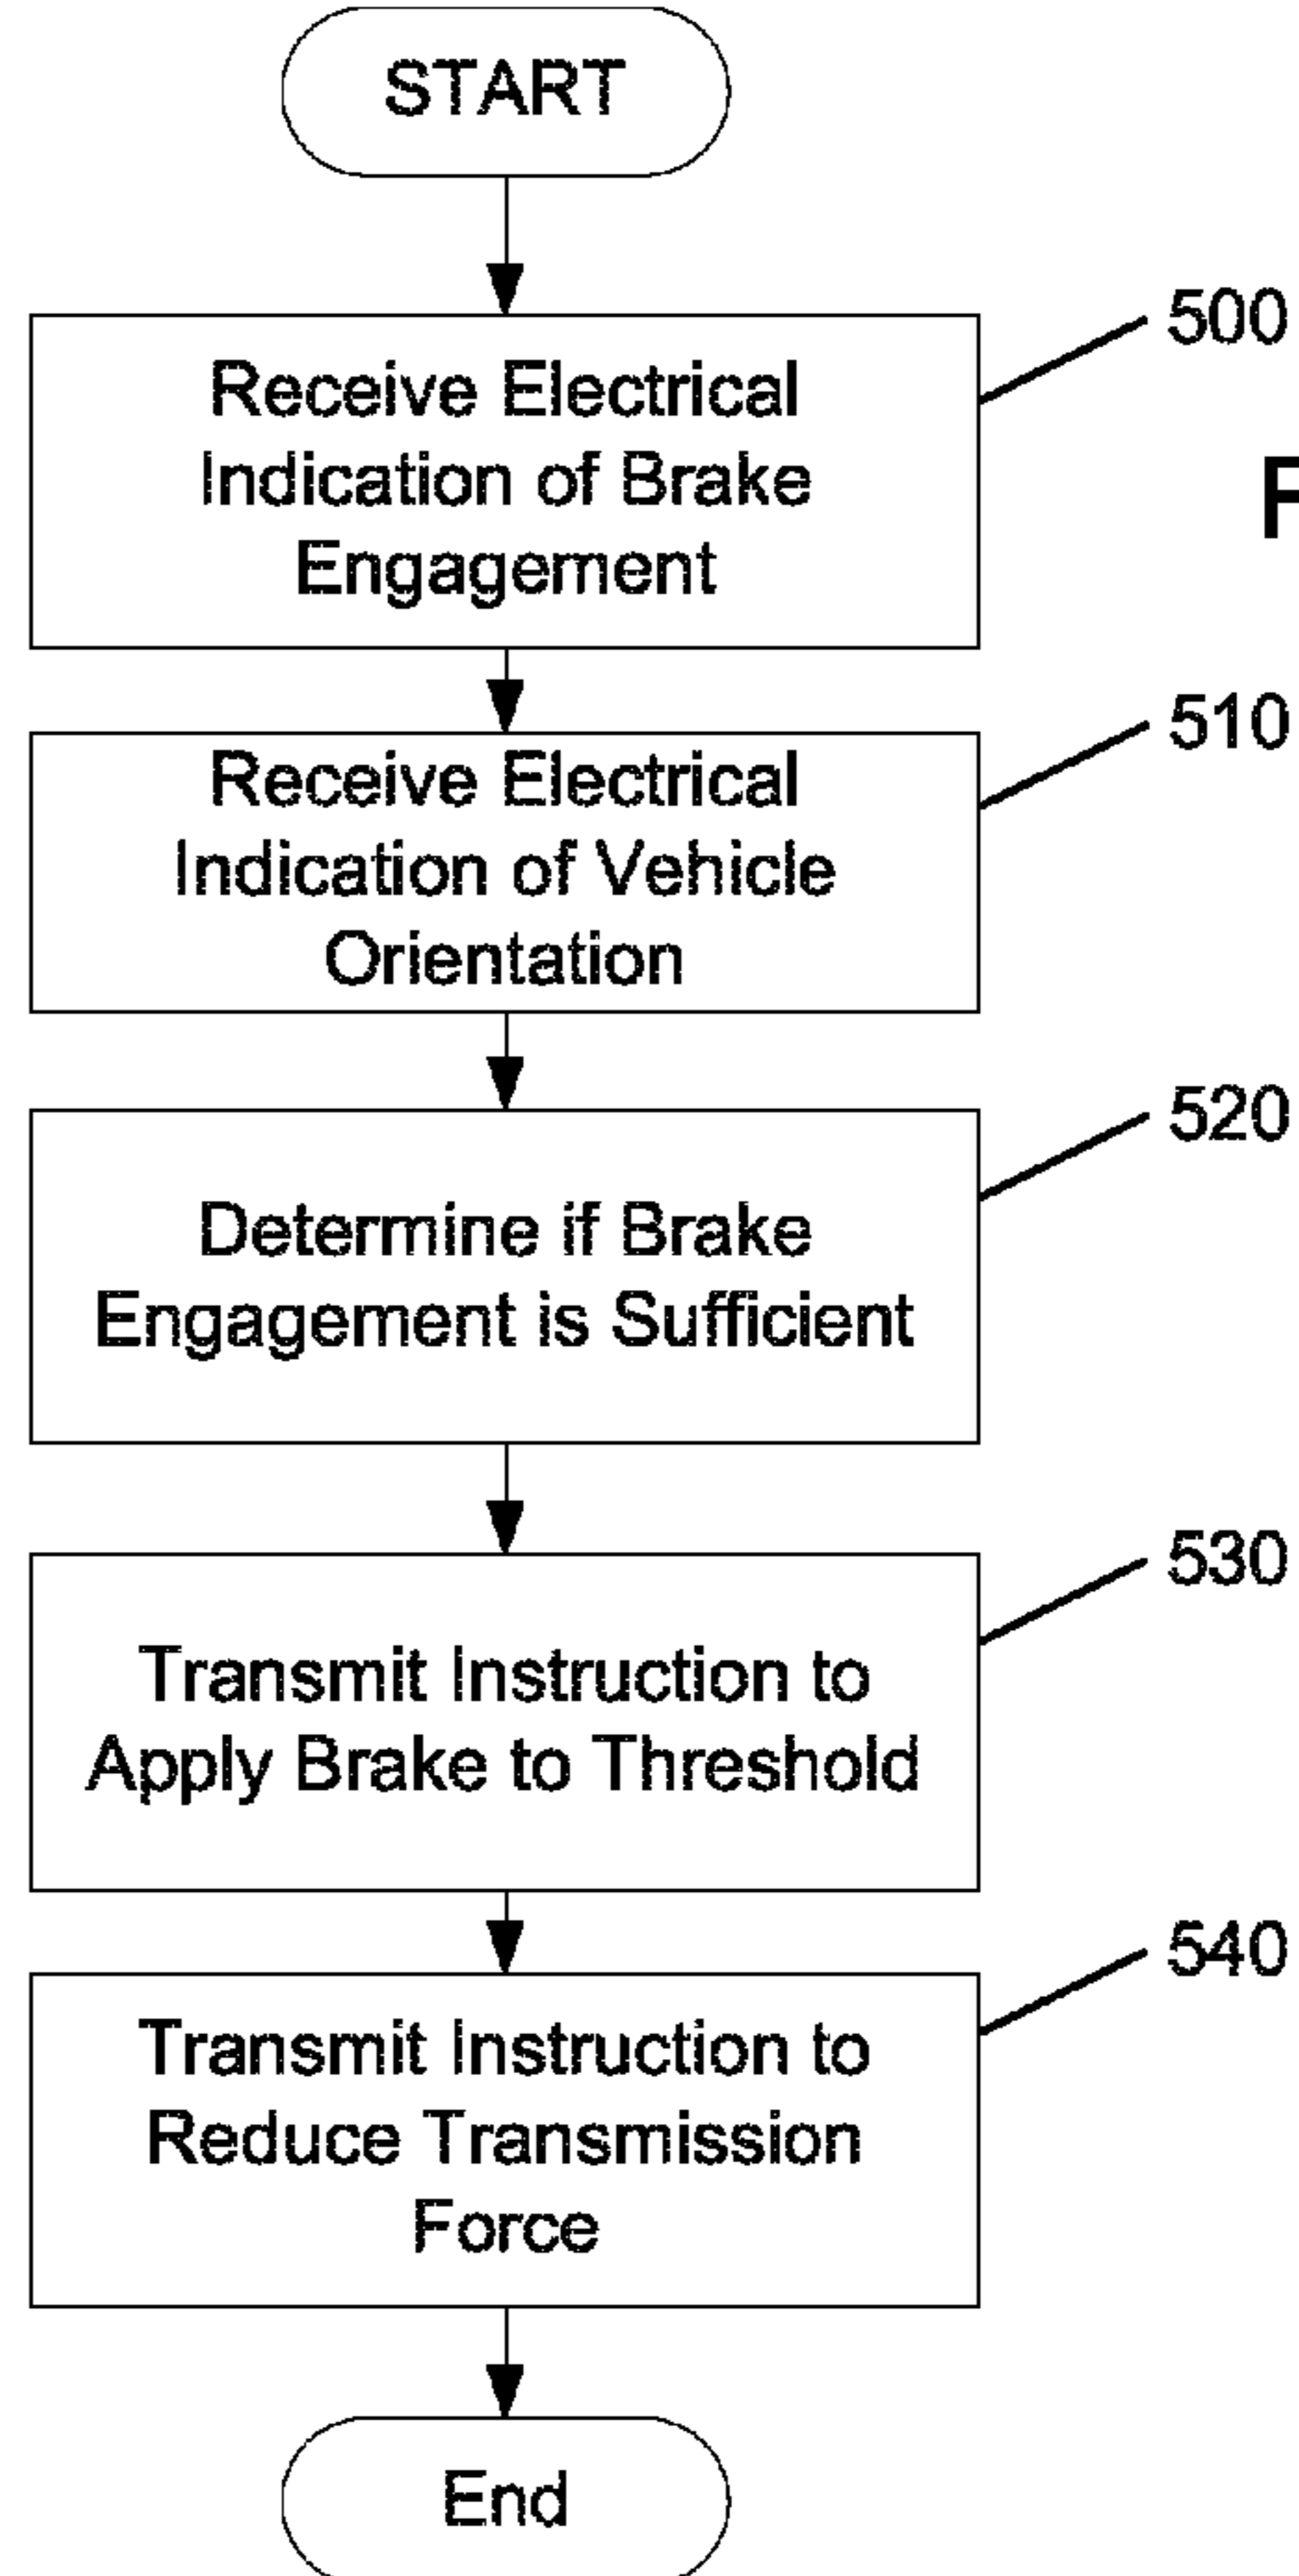 START
500
Receive Electrical
Indication of Brake
Engagement
510
Receive Electrical
Indication of Vehicle
Orientation
520
Determine if Brake
Engagement is Sufficient
530
Transmit Instruction to
Apply Brake to Threshold
540
Transmit Instruction to
Reduce Transmission
Force
End